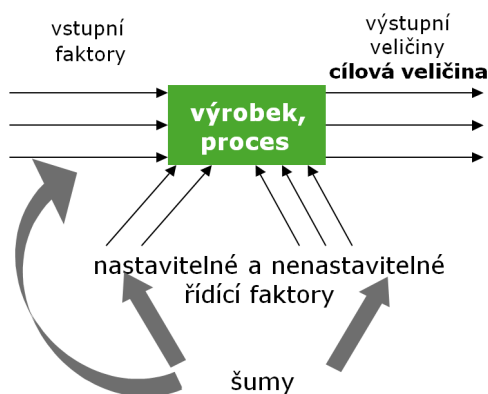 vstupní
faktory
výstupní
veličiny
cílová veličina
výrobek,
proces
nastavitelné a nenastavitelné
řídící faktory
šumy